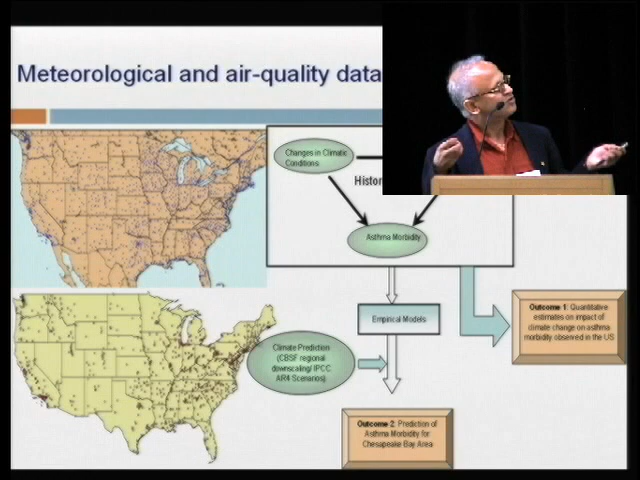 Meteorological and air-quality data
Changes in Climatic
Conditions
Histor
Asthma Morbidity
Empirical Models
Climate Prediction
(CBSF regional
downscaling/ IPCC
AR4 Scenarios)
Outcome 1: Quantitative
estimates on impact of
climate change on asthma
morbidity observed in the US
Outcome 2: Prediction of
Asthma Morbidity for
Chesapeake Bay Area